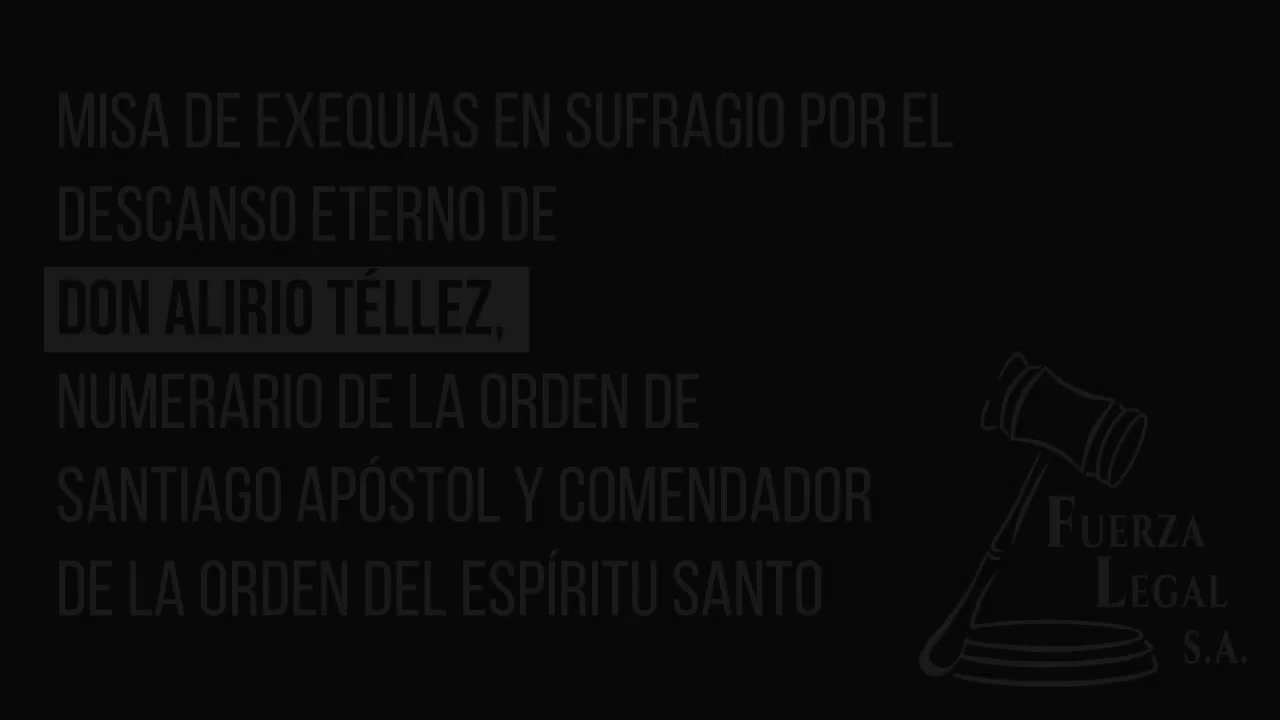 MISA DE EXEQUIAS EN SUFRAGIO POR EL
DESCANSO ETERNO DE
DON ALIRIO TÉLLEZ,
NUMERARIO DE LA ORDEN DE
SANTIAGO APÓSTOL Y COMENDADOR
DE LA ORDEN DEL ESPÍRITU SANTO
FUERZA
LEGAL
S.A.